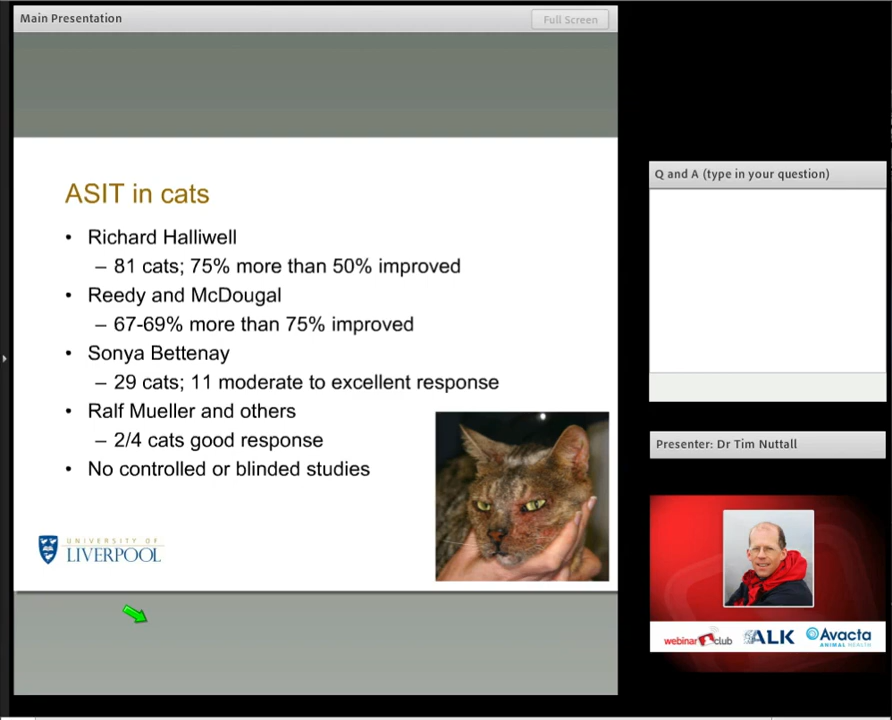 Main Presentation
Full Screen
ASIT in cats
• Richard Halliwell
– 81 cats; 75% more than 50% improved
• Reedy and McDougal
– 67-69% more than 75% improved
• Sonya Bettenay
– 29 cats; 11 moderate to excellent response
• Ralf Mueller and others
– 2/4 cats good response
• No controlled or blinded studies
UNIVERSITY OF
LIVERPOOL
Q and A (type in your question)
Presenter: Dr Tim Nuttall
webinar club
ALK
Avacta
ANIMAL HEALTH